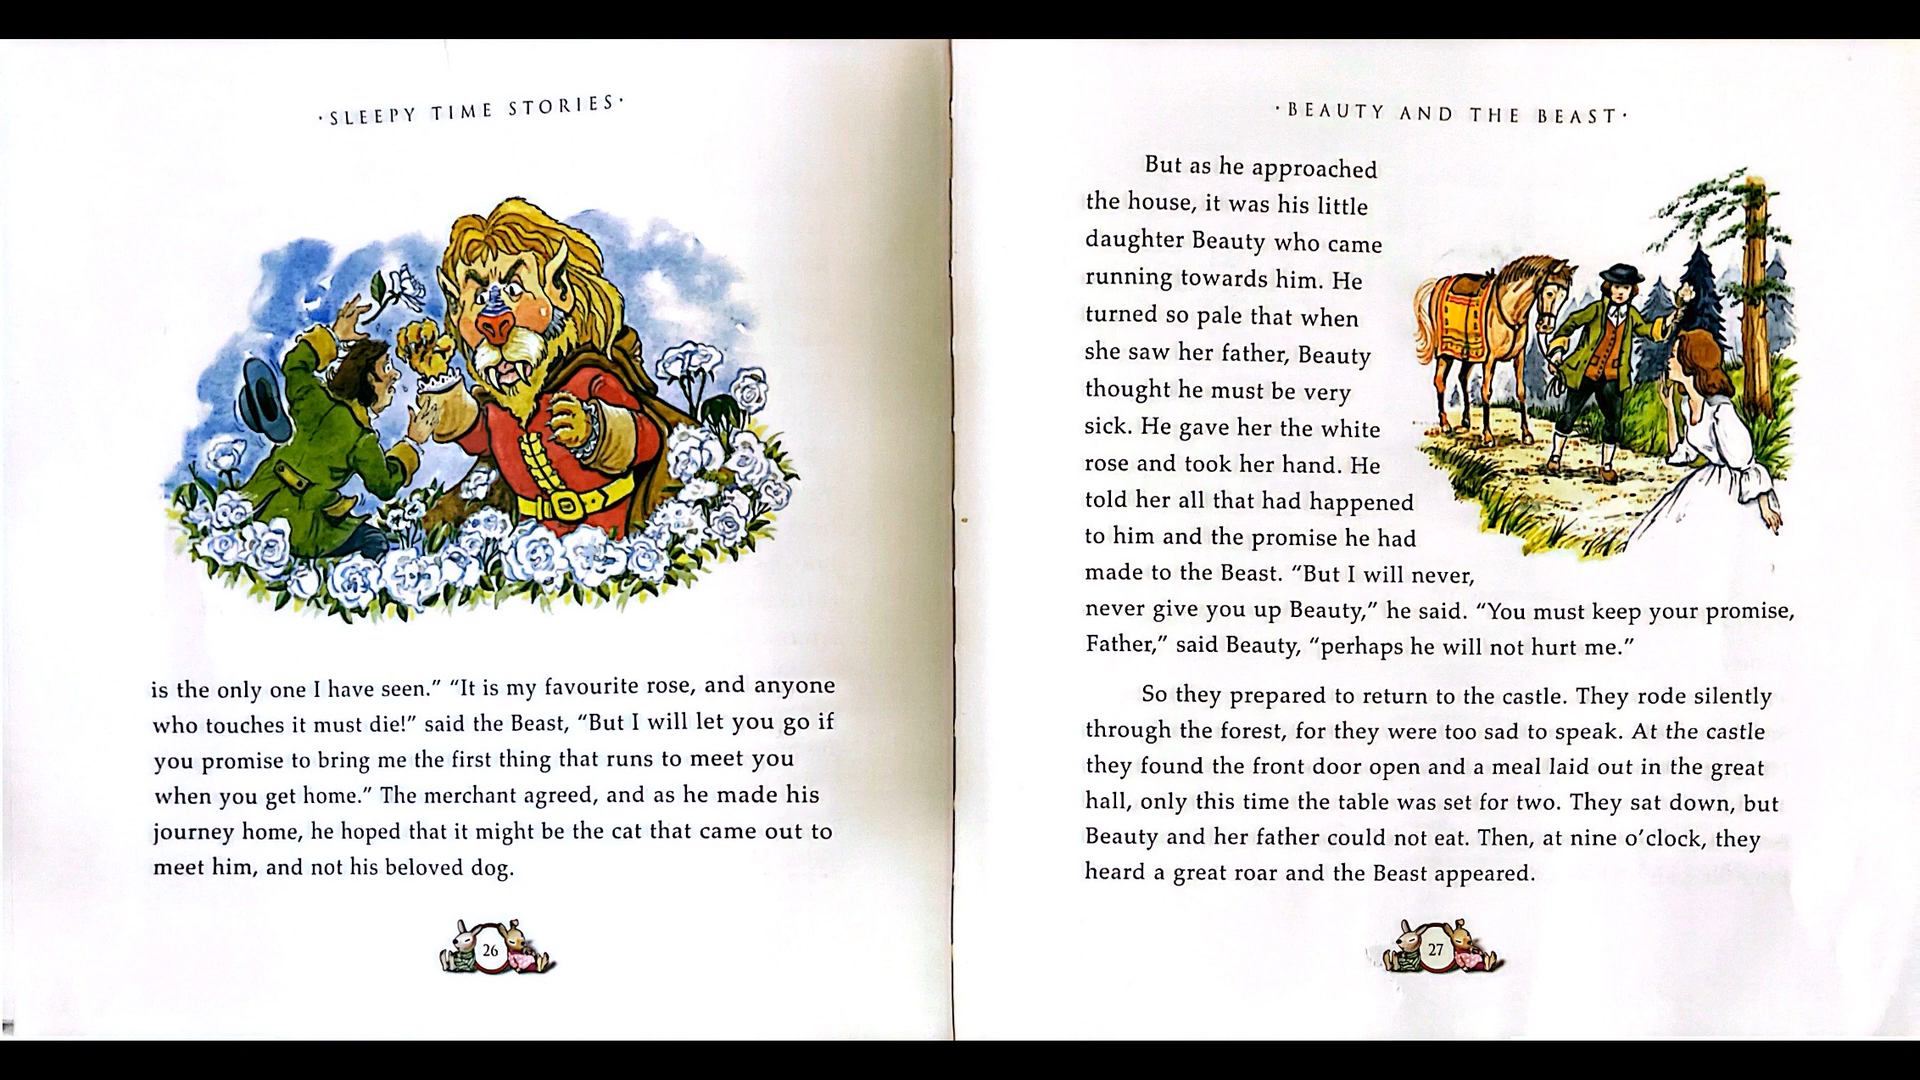 ·SLEEPY TIME STORIES·
is the only one I have seen.” “It is my favourite rose, and anyone
who touches it must die!” said the Beast, “But I will let you go if
you promise to bring me the first thing that runs to meet you
when you get home.” The merchant agreed, and as he made his
journey home, he hoped that it might be the cat that came out to
meet him, and not his beloved dog.
26
·BEAUTY AND THE BEAST·
But as he approached
the house, it was his little
daughter Beauty who came
running towards him. He
turned so pale that when
she saw her father, Beauty
thought he must be very
sick. He gave her the white
rose and took her hand. He
told her all that had happened
to him and the promise he had
made to the Beast. “But I will never,
never give you up Beauty,” he said. “You must keep your promise,
Father,” said Beauty, “perhaps he will not hurt me.”
So they prepared to return to the castle. They rode silently
through the forest, for they were too sad to speak. At the castle
they found the front door open and a meal laid out in the great
hall, only this time the table was set for two. They sat down, but
Beauty and her father could not eat. Then, at nine o’clock, they
heard a great roar and the Beast appeared.
27